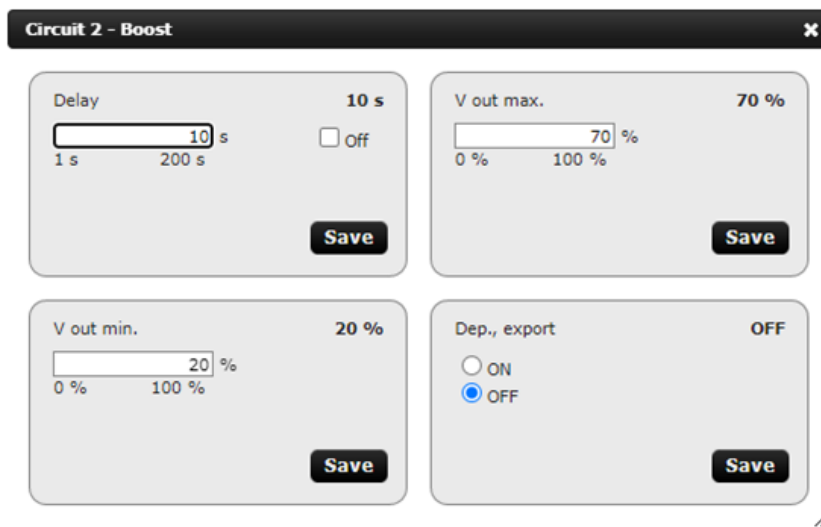 Circuit 2 - Boost
Delay 10 s
10 s Off
1 s 200 s
Save
V out max. 70 %
70 %
0 % 100 %
Save
V out min. 20 %
20 %
0 % 100 %
Save
Dep., export OFF
ON
OFF
Save